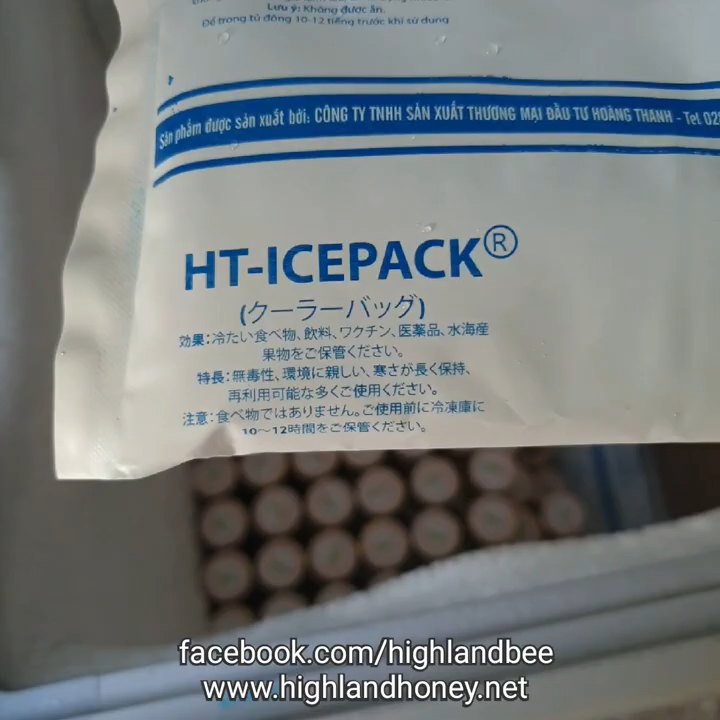 Lưu ý: Không được ăn.
Để trong tủ đông 10-12 tiếng trước khi sử dụng
Sản phẩm được sản xuất bởi: CÔNG TY TNHH SẢN XUẤT THƯƠNG MẠI ĐẦU TƯ HOÀNG THANH - Tel 02
HT-ICEPACK®
(クーラーバッグ)
効果:冷たい食べ物、飲料、ワクチン、医薬品、水海産
果物をご保管ください。
特長:無毒性、環境に親しい、寒さが長く保持、
再利用可能な多くご使用ください。
注意:食べ物ではありません。ご使用前に冷凍庫に
10～12時間をご保管ください。
facebook.com/highlandbee
www.highlandhoney.net